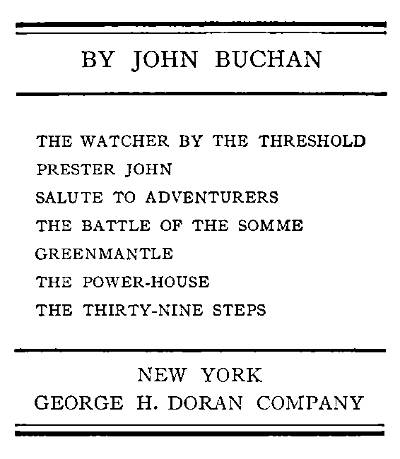 BY JOHN BUCHAN
THE WATCHER BY THE THRESHOLD
PRESTER JOHN
SALUTE TO ADVENTURERS
THE BATTLE OF THE SOMME
GREENMANTLE
THE POWER-HOUSE
THE THIRTY-NINE STEPS
NEW YORK
GEORGE H. DORAN COMPANY